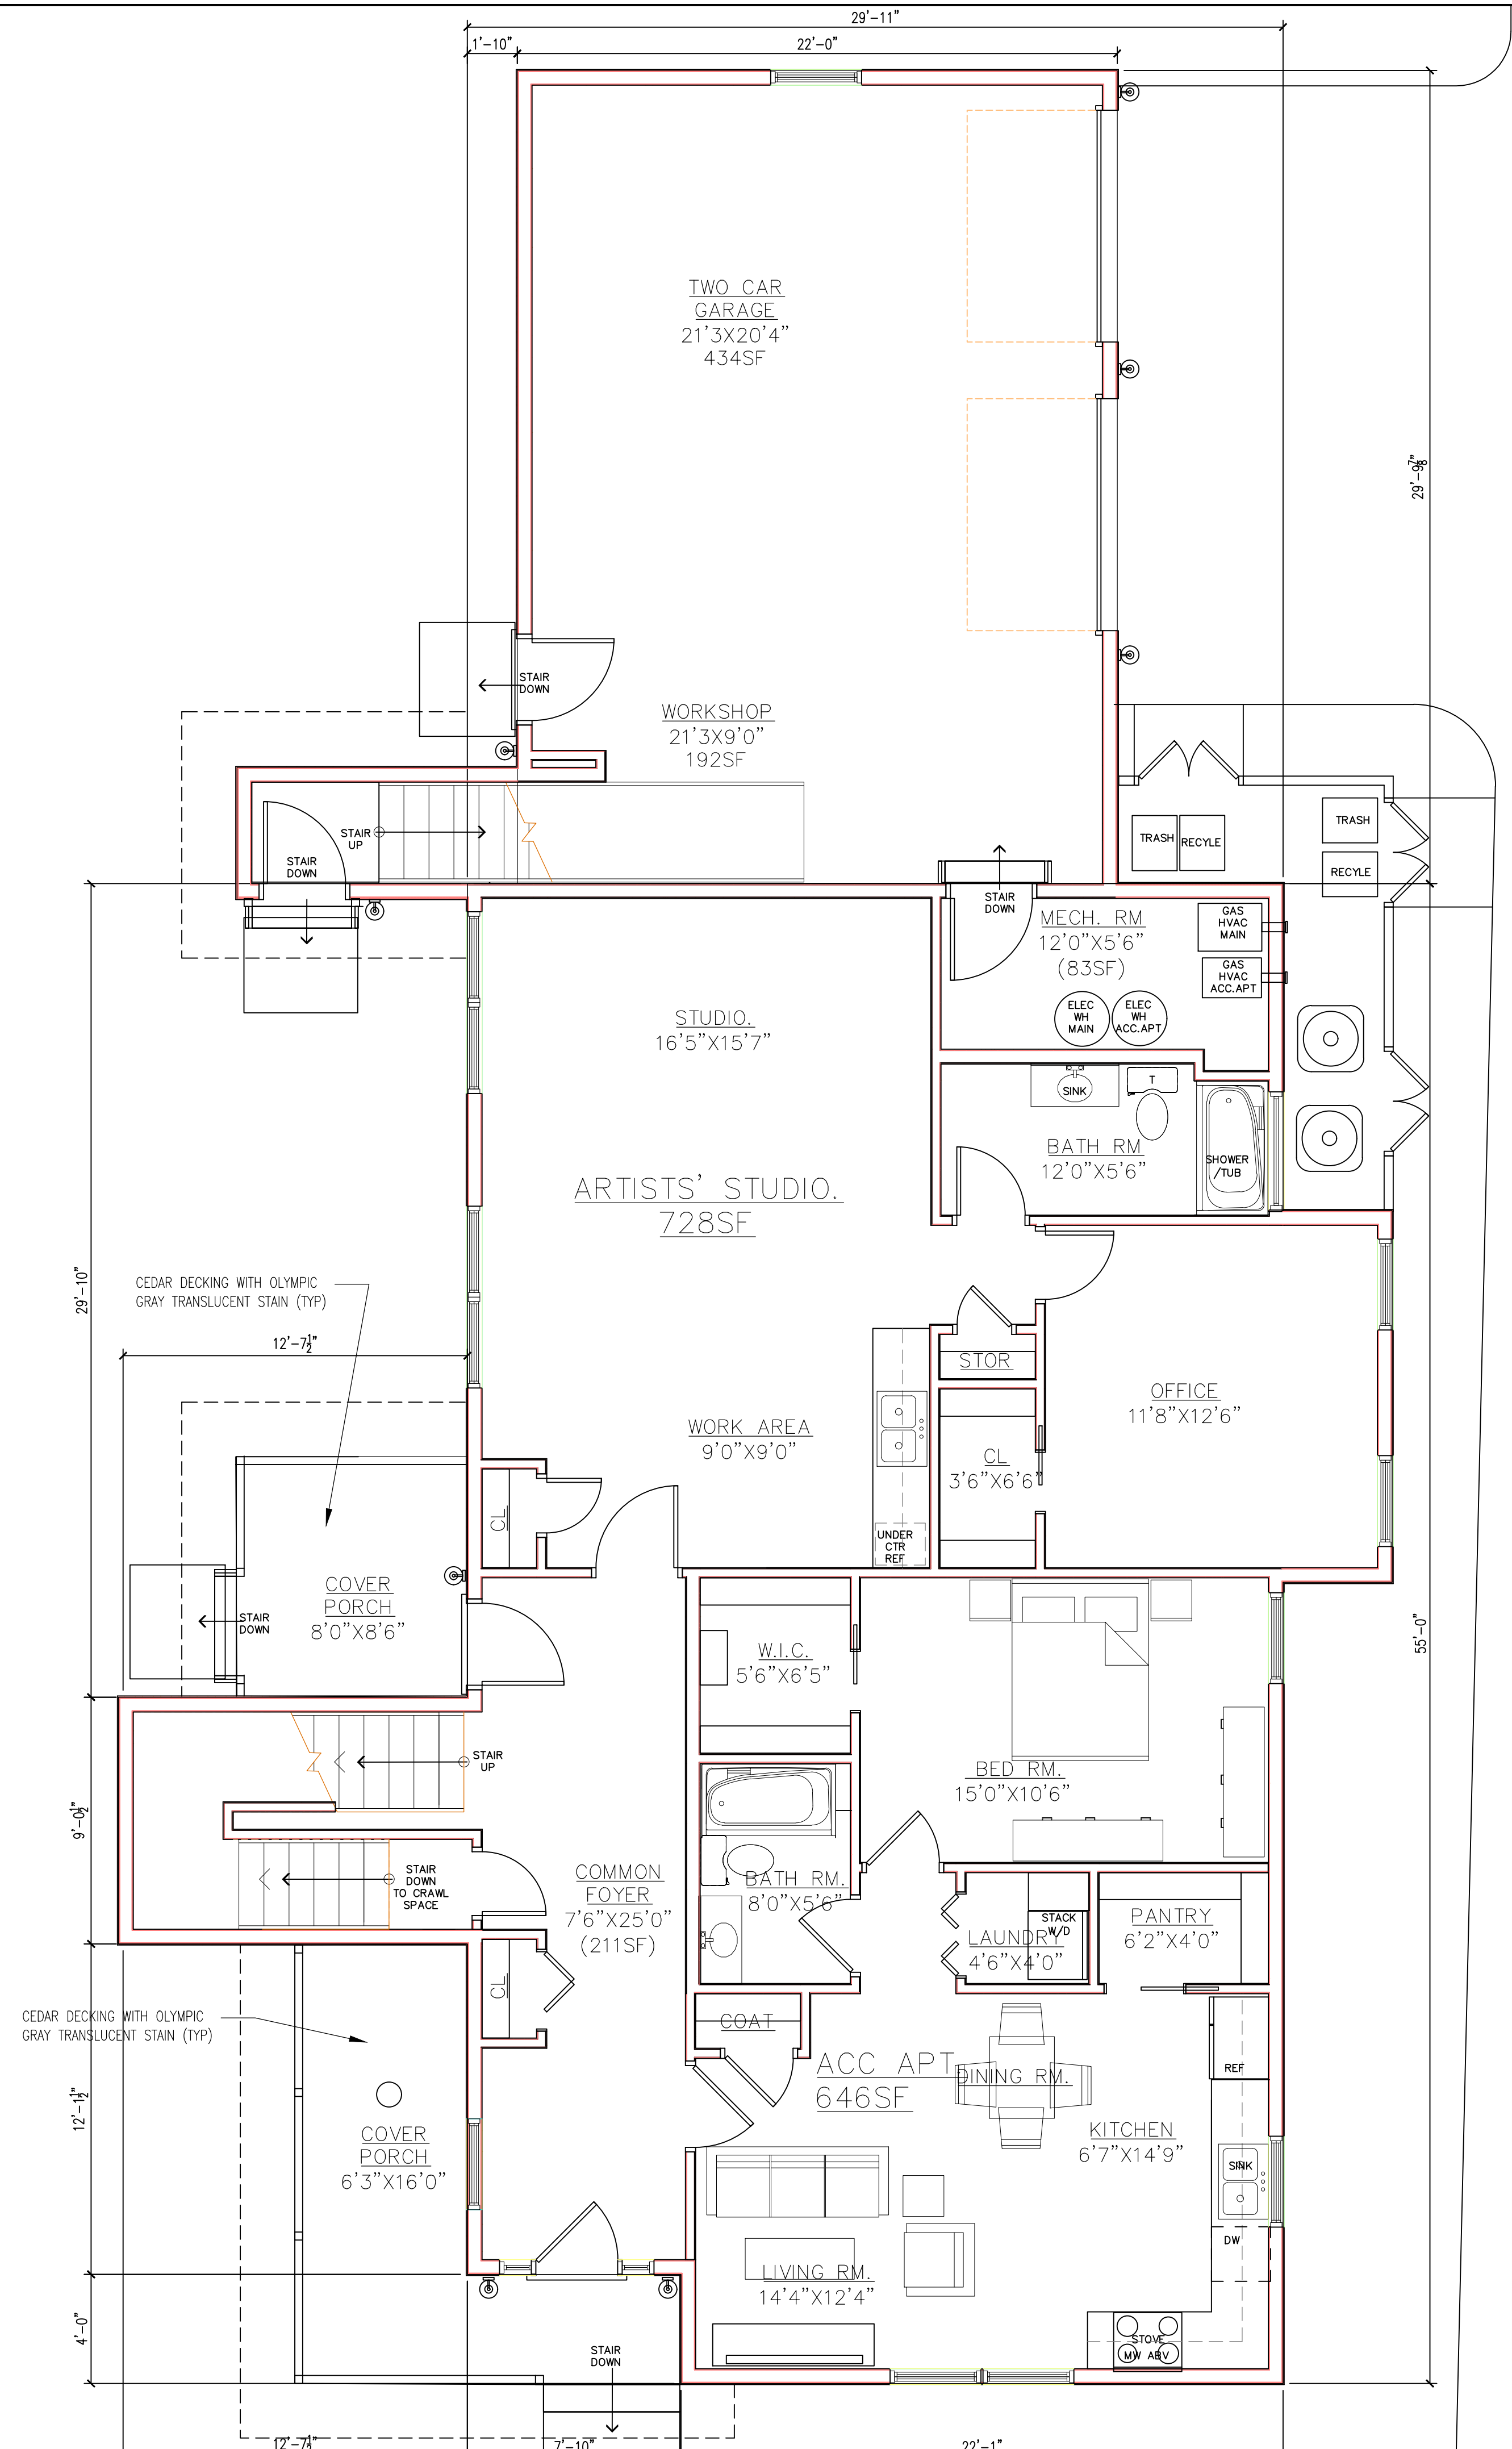 29'-11"
1'-10"
22'-0"
TWO CAR
GARAGE
21'3X20'4"
434SF
29'-9⅞"
STAIR
DOWN
WORKSHOP
21'3X9'0"
192SF
STAIR
UP
STAIR
DOWN
TRASH
RECYLE
TRASH
RECYLE
STAIR
DOWN
MECH. RM
12'0"X5'6"
(83SF)
GAS
HVAC
MAIN
GAS
HVAC
ACC.APT
ELEC
WH
MAIN
ELEC
WH
ACC.APT
STUDIO.
16'5"X15'7"
SINK
T
BATH RM
12'0"X5'6"
SHOWER
/TUB
ARTISTS' STUDIO.
728SF
29'-10"
CEDAR DECKING WITH OLYMPIC
GRAY TRANSLUCENT STAIN (TYP)
12'-7½"
STOR
OFFICE
11'8"X12'6"
WORK AREA
9'0"X9'0"
CL
3'6"X6'6"
CL
UNDER
CTR
REF
COVER
PORCH
8'0"X8'6"
STAIR
DOWN
55'-0"
W.I.C.
5'6"X6'5"
STAIR
UP
BED RM.
15'0"X10'6"
9'-0½"
STAIR
DOWN
TO CRAWL
SPACE
COMMON
FOYER
7'6"X25'0"
(211SF)
BATH RM.
8'0"X5'6"
STACK
W/D
LAUNDRY
4'6"X4'0"
PANTRY
6'2"X4'0"
CL
CEDAR DECKING WITH OLYMPIC
GRAY TRANSLUCENT STAIN (TYP)
COAT
ACC APT
646SF
DINING RM.
REF
12'-1½"
COVER
PORCH
6'3"X16'0"
KITCHEN
6'7"X14'9"
SINK
DW
LIVING RM.
14'4"X12'4"
4'-0"
STAIR
DOWN
STOVE
MW ABV
12'-7½"
7'-10"
22'-1"